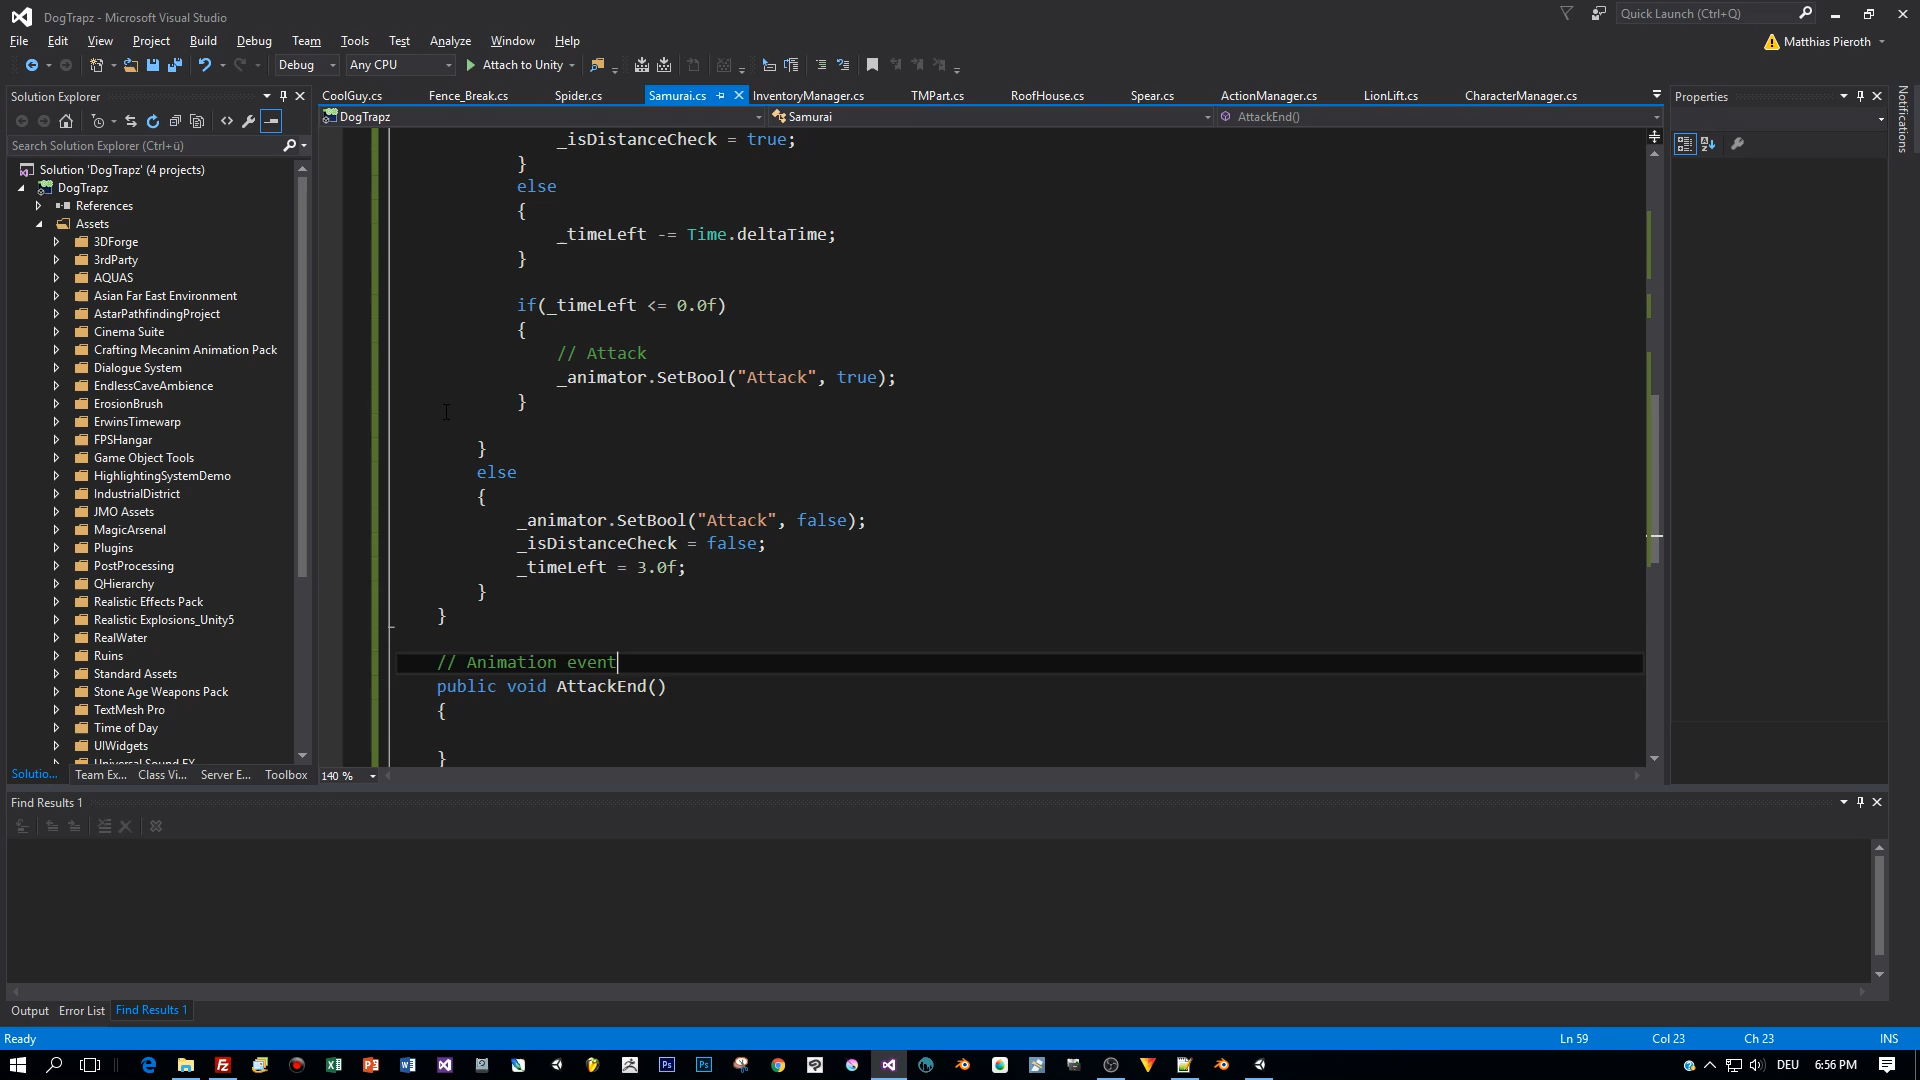 DogTrapz - Microsoft Visual Studio
Quick Launch (Ctrl+Q)
File Edit View Project Build Debug Team Tools Test Analyze Window Help
Matthias Pieroth
Debug Any CPU Attach to Unity
Solution Explorer
CoolGuy.cs Fence_Break.cs Spider.cs Samurai.cs InventoryManager.cs TMPart.cs RoofHouse.cs Spear.cs ActionManager.cs LionLift.cs CharacterManager.cs
Properties
Notifications
DogTrapz
Samurai
AttackEnd()
Search Solution Explorer (Ctrl+ü)
Solution 'DogTrapz' (4 projects)
DogTrapz
References
Assets
3DForge
3rdParty
AQUAS
Asian Far East Environment
AstarPathfindingProject
Cinema Suite
Crafting Mecanim Animation Pack
Dialogue System
EndlessCaveAmbience
ErosionBrush
ErwinsTimewarp
FPSHangar
Game Object Tools
HighlightingSystemDemo
IndustrialDistrict
JMO Assets
MagicArsenal
Plugins
PostProcessing
QHierarchy
Realistic Effects Pack
Realistic Explosions_Unity5
RealWater
Ruins
Standard Assets
Stone Age Weapons Pack
TextMesh Pro
Time of Day
UIWidgets
Universal Sound FX
Solutio... Team Ex... Class Vi... Server E... Toolbox
_isDistanceCheck = true;
}
else
{
_timeLeft -= Time.deltaTime;
}
if(_timeLeft <= 0.0f)
{
// Attack
_animator.SetBool("Attack", true);
}
}
else
{
_animator.SetBool("Attack", false);
_isDistanceCheck = false;
_timeLeft = 3.0f;
}
}
// Animation event
public void AttackEnd()
{
}
140 %
Find Results 1
Output Error List Find Results 1
Ready
Ln 59 Col 23 Ch 23 INS
DEU 6:56 PM